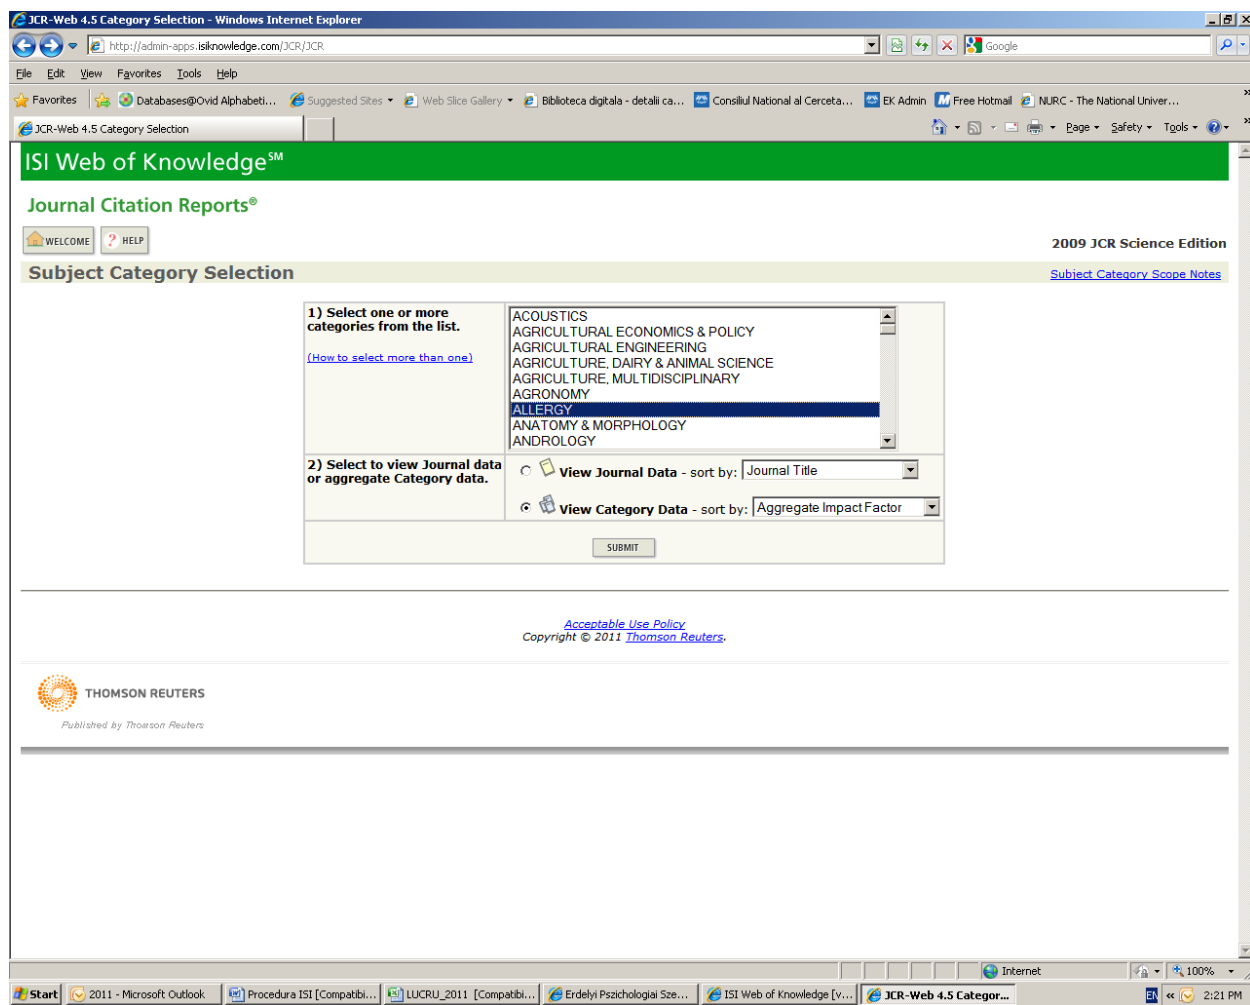 JCR-Web 4.5 Category Selection - Windows Internet Explorer
http://admin-apps.isiknowledge.com/JCR/JCR
Google
File Edit View Favorites Tools Help
Favorites Databases@Ovid Alphabeti... Suggested Sites Web Slice Gallery Biblioteca digitala - detalii ca... Consiliul National al Cerceta... EK Admin Free Hotmail NURC - The National Univer... »
JCR-Web 4.5 Category Selection Page Safety Tools »
ISI Web of Knowledge℠
Journal Citation Reports®
WELCOME ? HELP
2009 JCR Science Edition
Subject Category Selection
Subject Category Scope Notes
1) Select one or more
categories from the list.
(How to select more than one)
ACOUSTICS
AGRICULTURAL ECONOMICS & POLICY
AGRICULTURAL ENGINEERING
AGRICULTURE, DAIRY & ANIMAL SCIENCE
AGRICULTURE, MULTIDISCIPLINARY
AGRONOMY
ALLERGY
ANATOMY & MORPHOLOGY
ANDROLOGY
2) Select to view Journal data
or aggregate Category data.
View Journal Data - sort by: Journal Title
View Category Data - sort by: Aggregate Impact Factor
SUBMIT
Acceptable Use Policy
Copyright © 2011 Thomson Reuters.
THOMSON REUTERS
Published by Thomson Reuters
Internet 100%
Start 2011 - Microsoft Outlook Procedura ISI [Compatibi... LUCRU_2011 [Compatib... Erdelyi Pszichologiai Sze... ISI Web of Knowledge [v... JCR-Web 4.5 Categor... EN « 2:21 PM